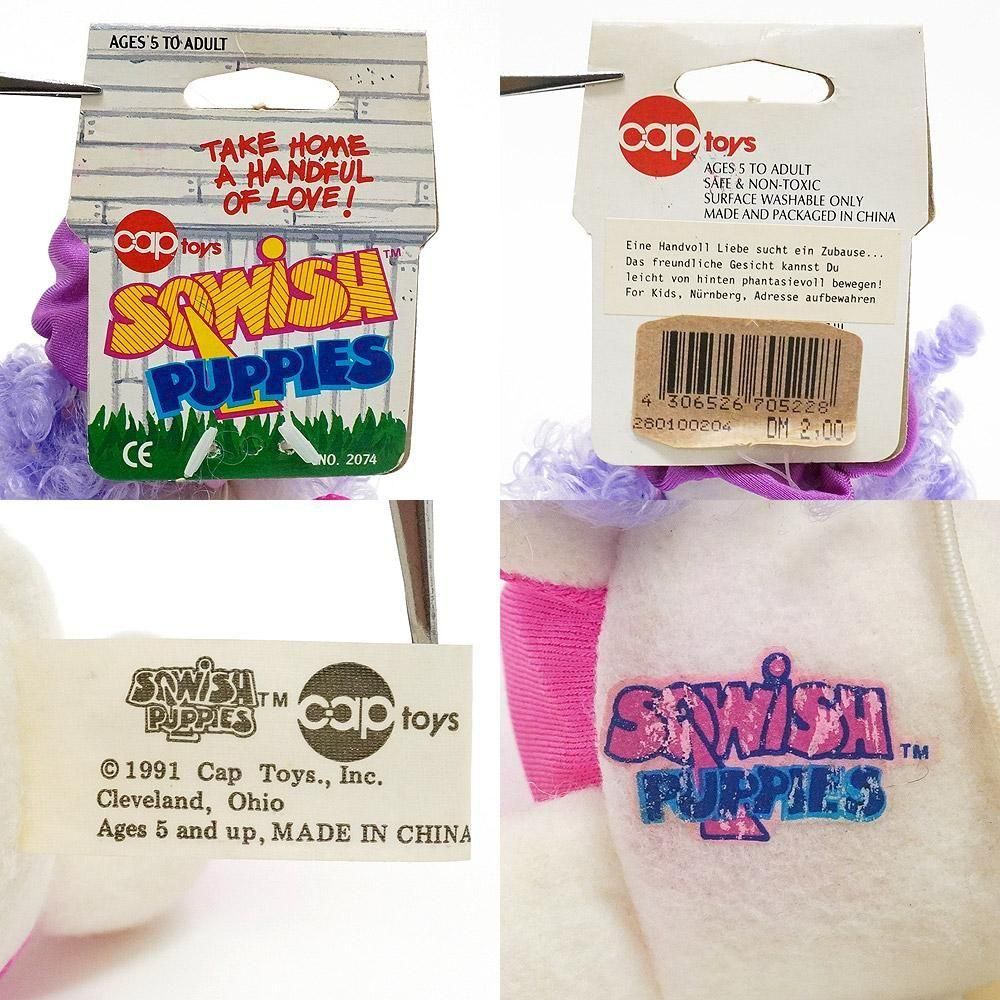 AGES 5 TO ADULT
TAKE HOME
A HANDFUL
OF LOVE!
cap toys
SQWISH TM
PUPPIES
CE
NO. 2074
cap toys
AGES 5 TO ADULT
SAFE & NON-TOXIC
SURFACE WASHABLE ONLY
MADE AND PACKAGED IN CHINA
Eine Handvoll Liebe sucht ein Zubause...
Das freundliche Gesicht kannst Du
leicht von hinten phantasievoll bewegen!
For Kids, Nürnberg, Adresse aufbewahren
4 306526 705228
280100204 DM 2,00
SQWISH TM cap toys
PUPPIES
© 1991 Cap Toys., Inc.
Cleveland, Ohio
Ages 5 and up, MADE IN CHINA
SQWISH TM
PUPPIES